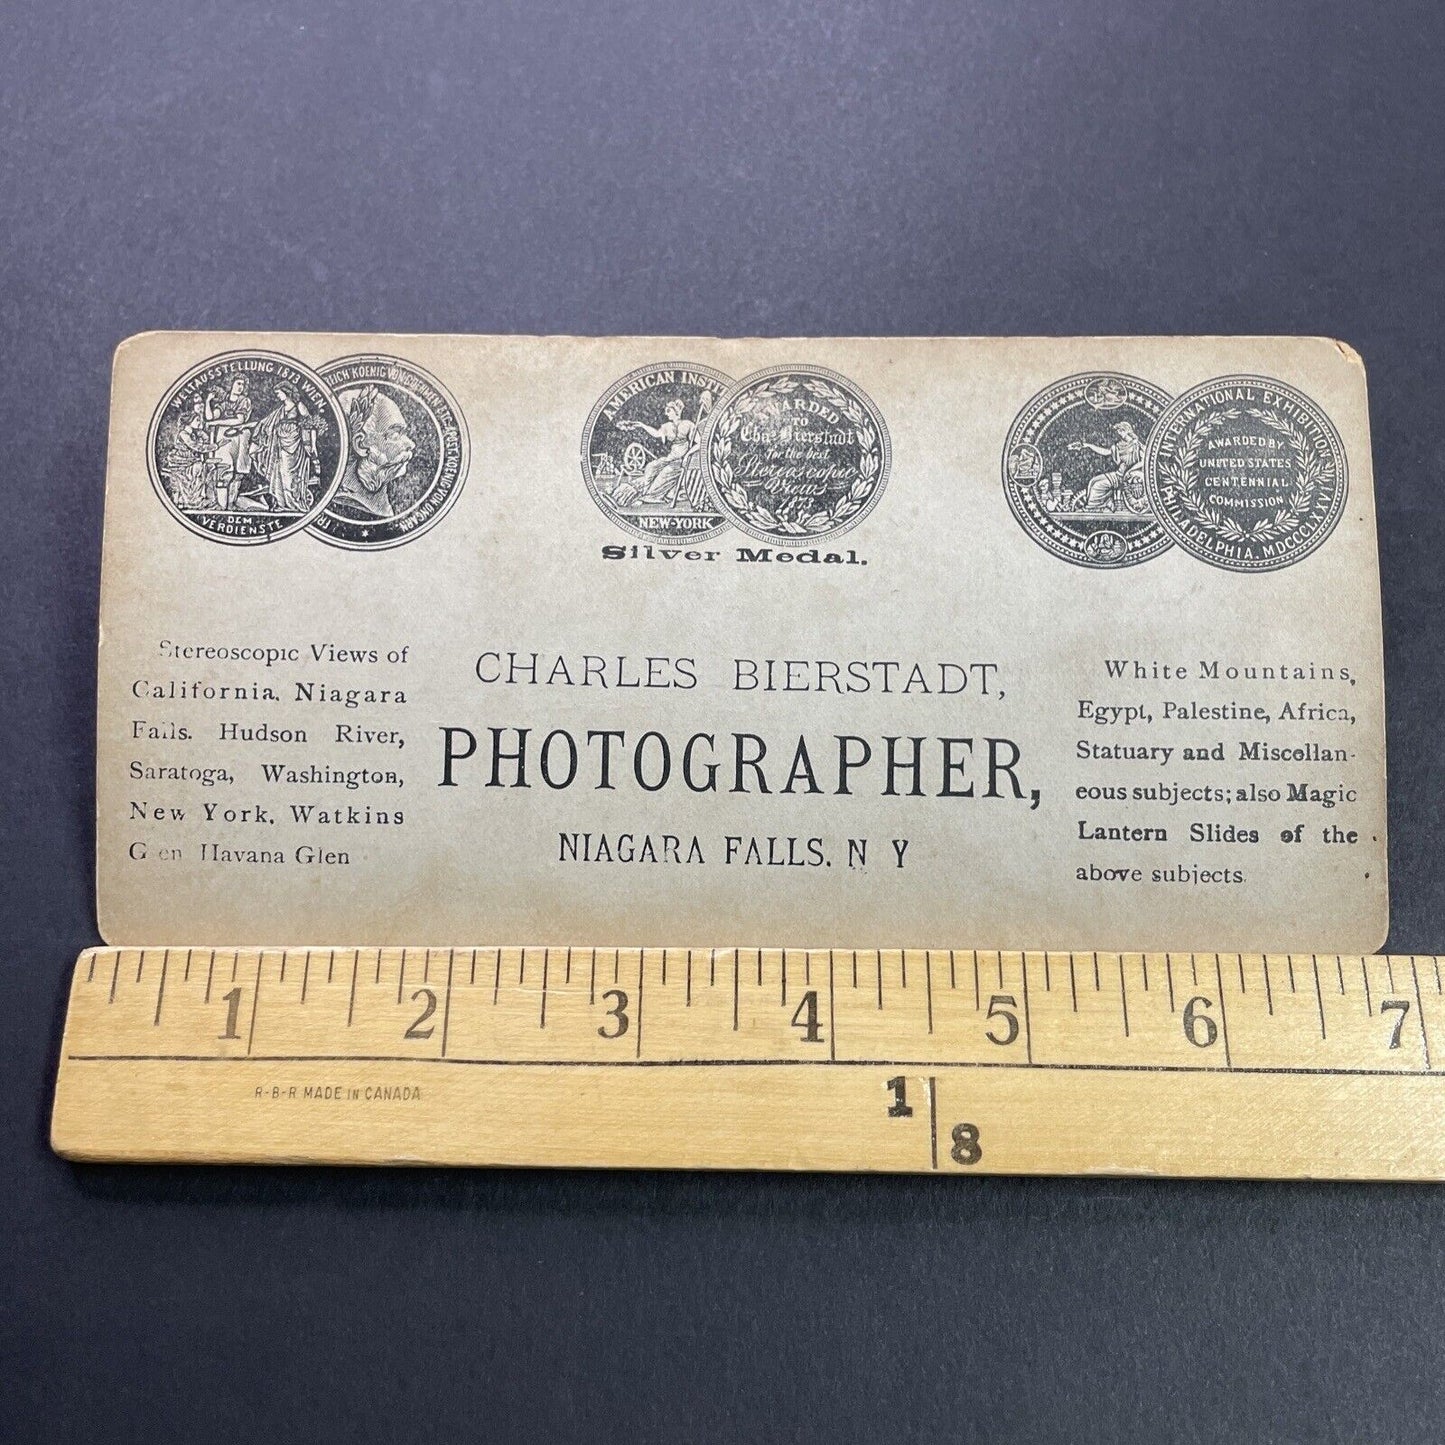 WELTAUSSTELLUNG 1873 WIEN.
DEM
VERDIENSTE
AMERICAN
NEW-YORK
AWARDED
TO
Chas Bierstadt
for the best
Stereoscopic
Views
Silver Medal.
INTERNATIONAL EXHIBITION
PHILADELPHIA, MDCCCLXXVI
AWARDED BY
UNITED STATES
CENTENNIAL
COMMISSION
Stereoscopic Views of
California, Niagara
Falls. Hudson River,
Saratoga, Washington,
New York, Watkins
Glen Havana Glen
CHARLES BIERSTADT,
PHOTOGRAPHER,
NIAGARA FALLS, N Y
White Mountains,
Egypt, Palestine, Africa,
Statuary and Miscellan-
eous subjects; also Magic
Lantern Slides of the
above subjects.
1 2 3 4 5 6 7
R-B-R MADE IN CANADA
1
8